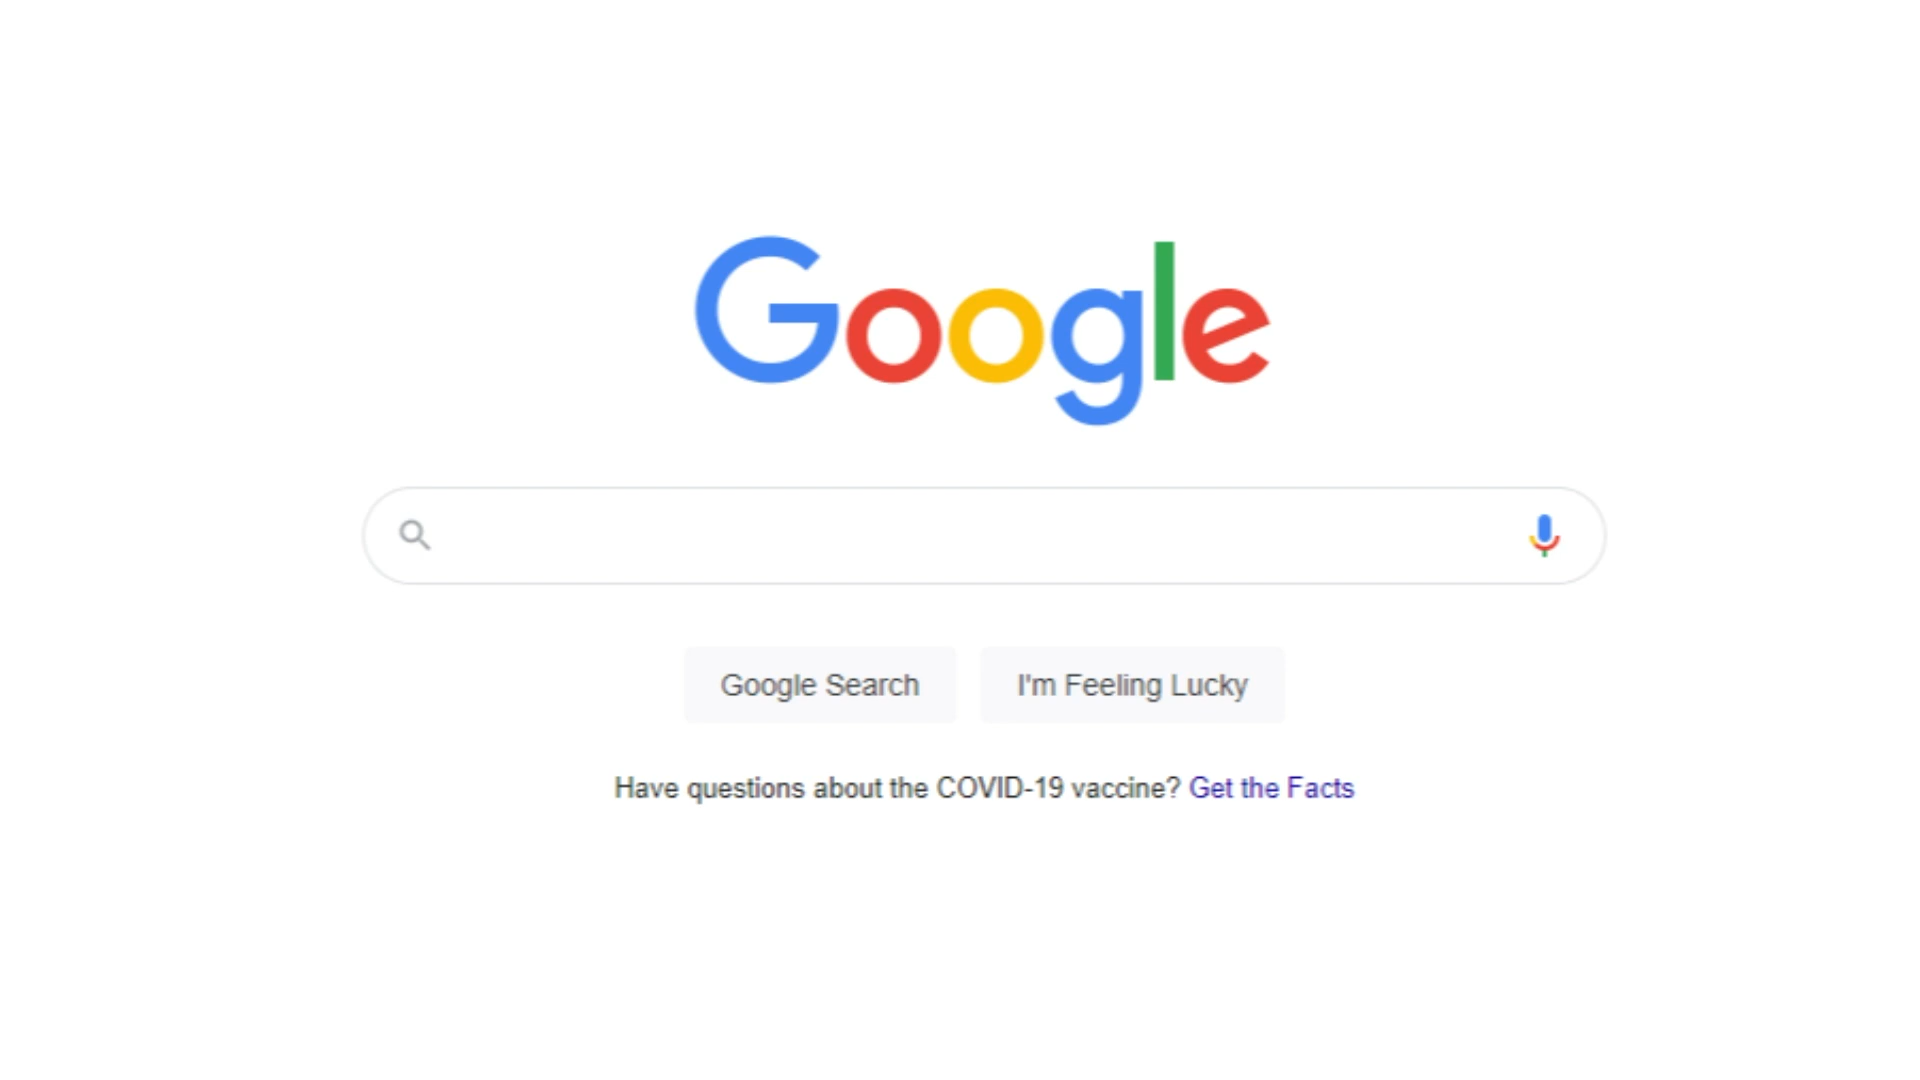 Google
Google Search
I'm Feeling Lucky
Have questions about the COVID-19 vaccine? Get the Facts